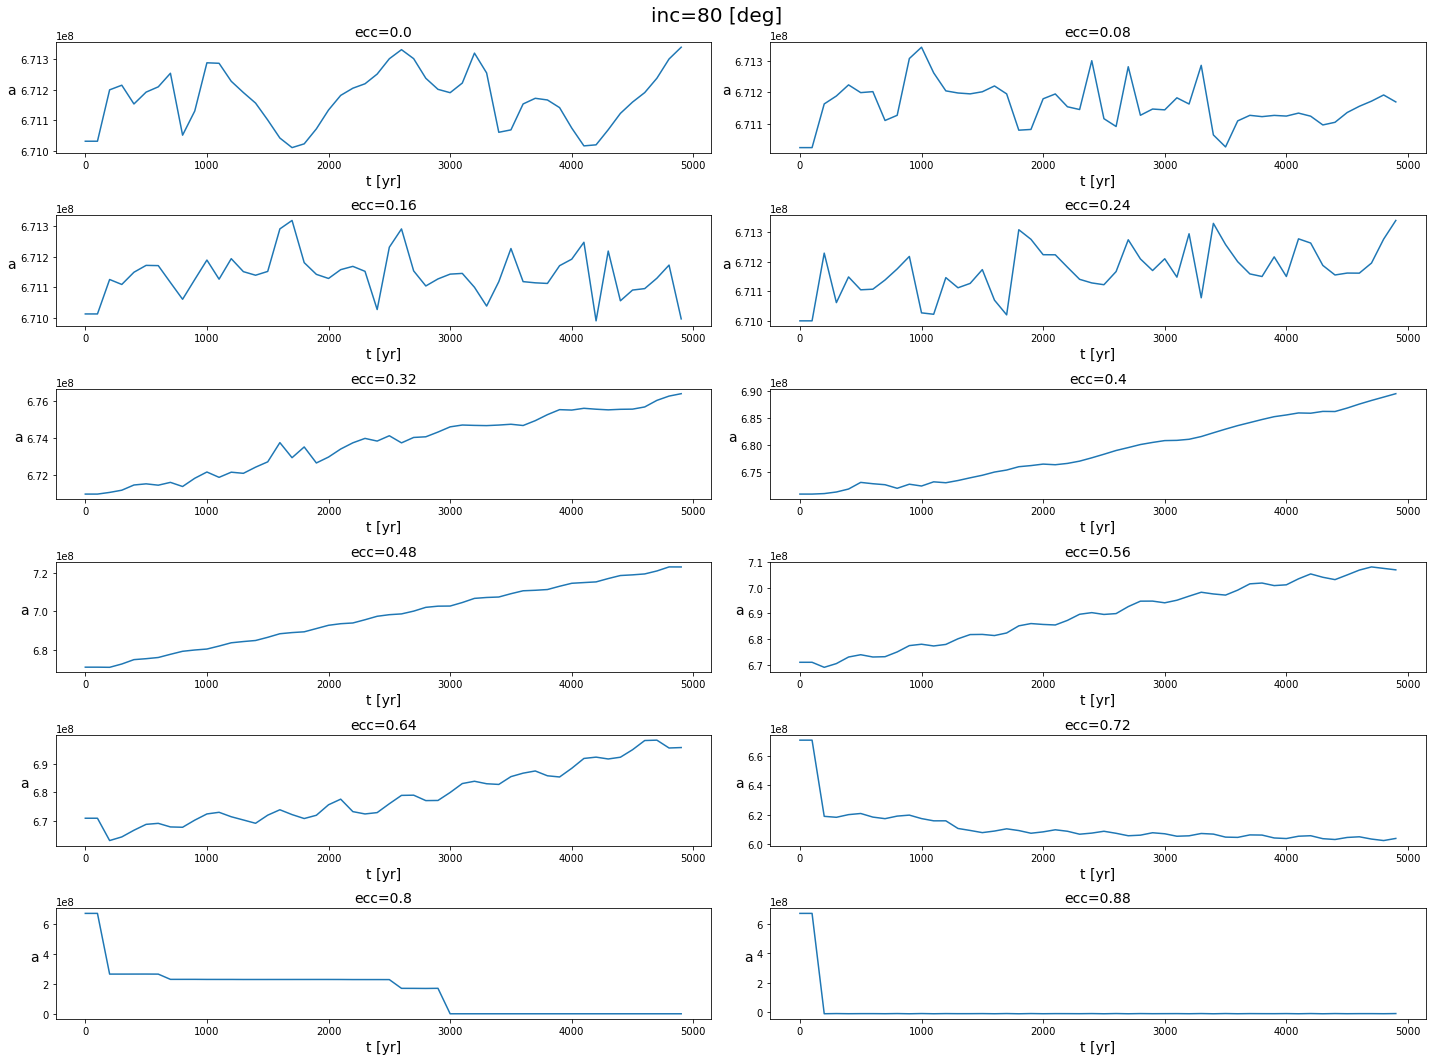 inc=80 [deg]
ecc=0.0
1e8
a
6.713
6.712
6.711
6.710
0 1000 2000 3000 4000 5000
t [yr]
ecc=0.08
1e8
a
6.713
6.712
6.711
0 1000 2000 3000 4000 5000
t [yr]
ecc=0.16
1e8
a
6.713
6.712
6.711
6.710
0 1000 2000 3000 4000 5000
t [yr]
ecc=0.24
1e8
a
6.713
6.712
6.711
6.710
0 1000 2000 3000 4000 5000
t [yr]
ecc=0.32
1e8
a
6.76
6.74
6.72
0 1000 2000 3000 4000 5000
t [yr]
ecc=0.4
1e8
a
6.90
6.85
6.80
6.75
0 1000 2000 3000 4000 5000
t [yr]
ecc=0.48
1e8
a
7.2
7.0
6.8
0 1000 2000 3000 4000 5000
t [yr]
ecc=0.56
1e8
a
7.1
7.0
6.9
6.8
6.7
0 1000 2000 3000 4000 5000
t [yr]
ecc=0.64
1e8
a
6.9
6.8
6.7
0 1000 2000 3000 4000 5000
t [yr]
ecc=0.72
1e8
a
6.6
6.4
6.2
6.0
0 1000 2000 3000 4000 5000
t [yr]
ecc=0.8
1e8
a
6
4
2
0
0 1000 2000 3000 4000 5000
t [yr]
ecc=0.88
1e8
a
6
4
2
0
0 1000 2000 3000 4000 5000
t [yr]